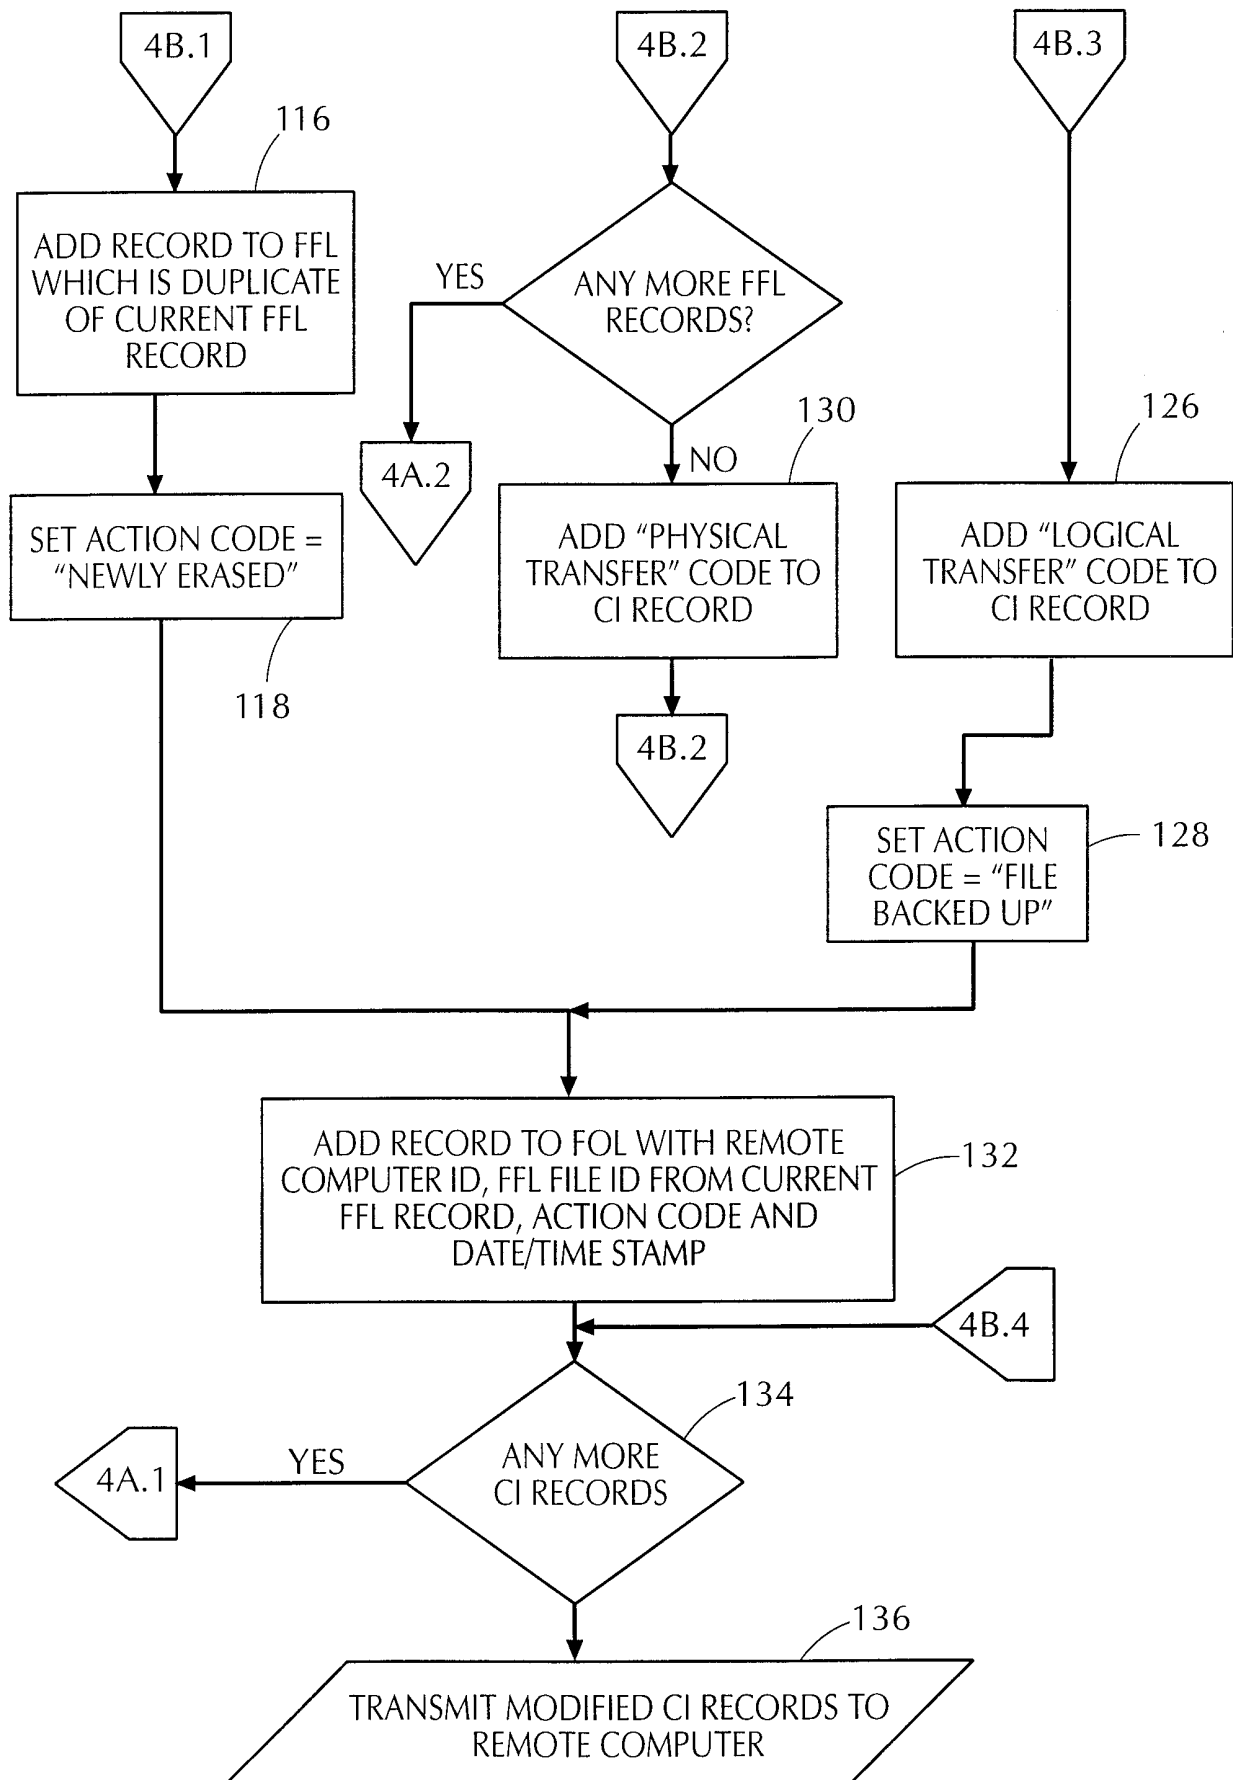 4B.1
4B.2
4B.3
116
ADD RECORD TO FFL
WHICH IS DUPLICATE
OF CURRENT FFL
RECORD
YES
ANY MORE FFL
RECORDS?
130
126
4A.2
NO
SET ACTION CODE =
"NEWLY ERASED"
118
ADD "PHYSICAL
TRANSFER" CODE TO
CI RECORD
ADD "LOGICAL
TRANSFER" CODE TO
CI RECORD
4B.2
SET ACTION
CODE = "FILE
BACKED UP"
128
ADD RECORD TO FOL WITH REMOTE
COMPUTER ID, FFL FILE ID FROM CURRENT
FFL RECORD, ACTION CODE AND
DATE/TIME STAMP
132
4B.4
134
ANY MORE
CI RECORDS
YES
4A.1
136
TRANSMIT MODIFIED CI RECORDS TO
REMOTE COMPUTER